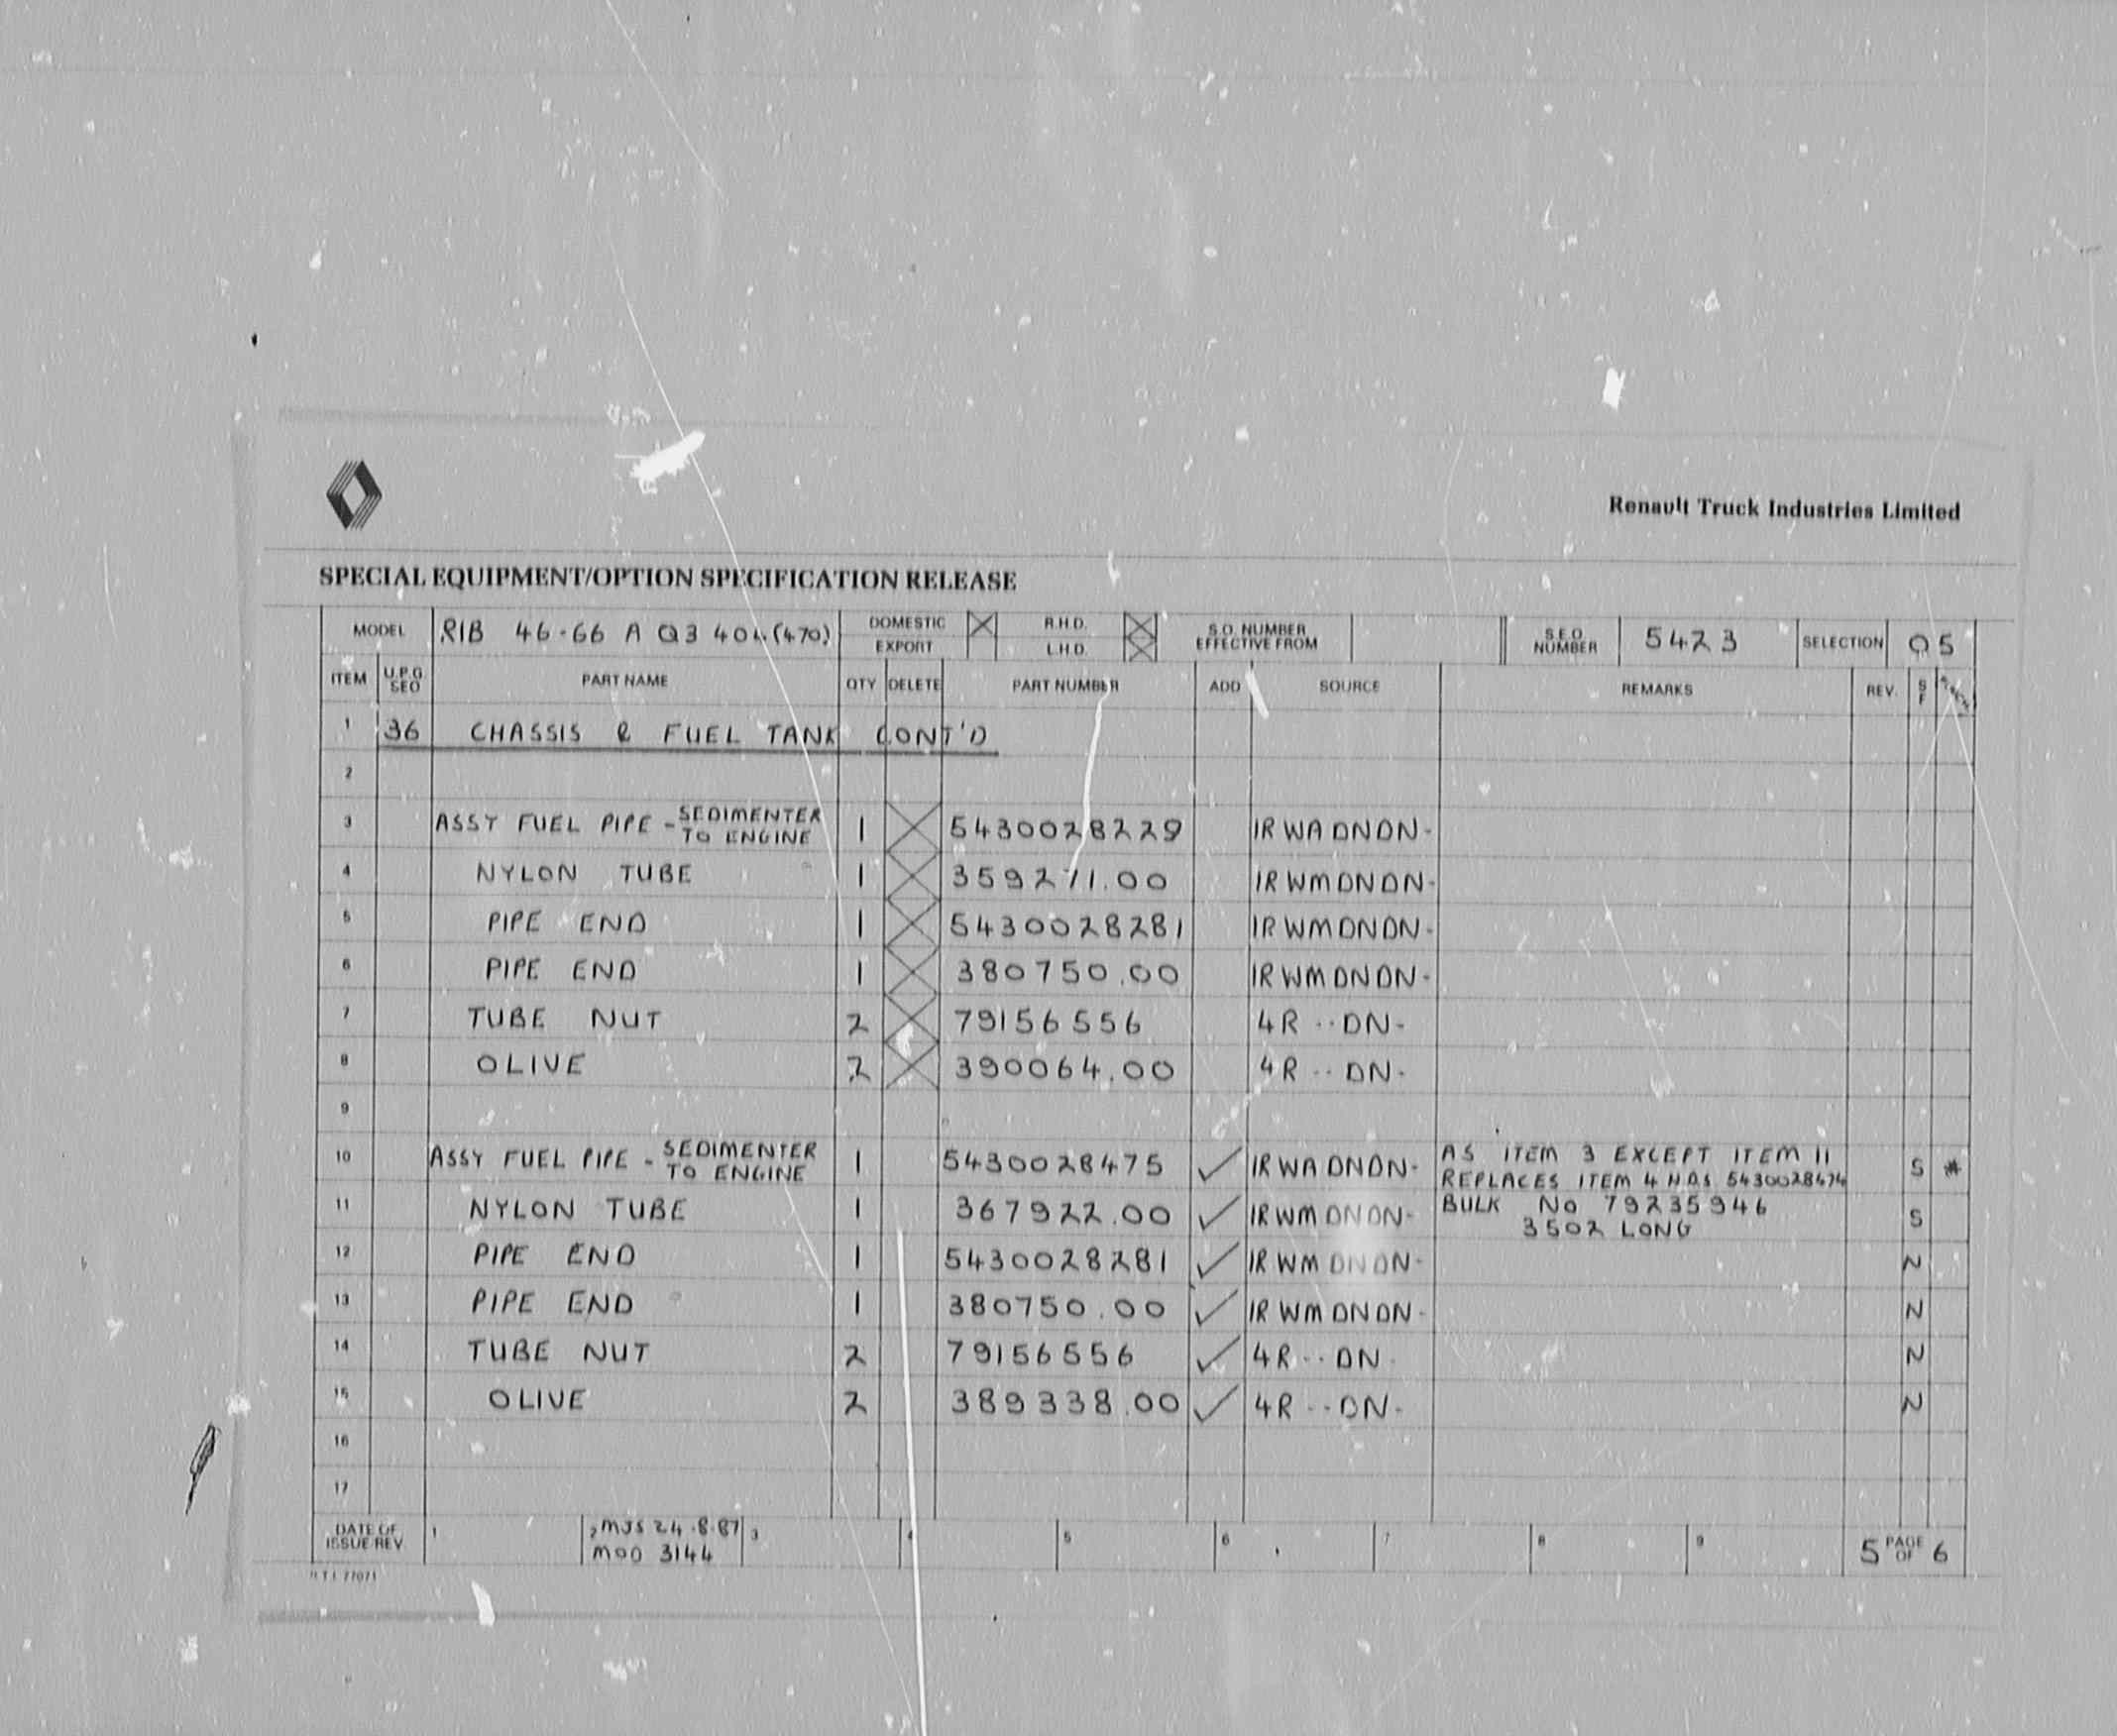 Renault Truck Industries Limited
SPECIAL EQUIPMENT/OPTION SPECIFICATION RELEASE
MODEL RIB 46-66 A Q3 (470) DOMESTIC EXPORT R.H.D. L.H.D. S.O. NUMBER EFFECTIVE FROM S.E.O. NUMBER 5423 SELECTION Q5
ITEM U.P.G. SEO PART NAME QTY DELETE PART NUMBER ADD SOURCE REMARKS REV. S F
1 36 CHASSIS & FUEL TANK CONT'D
2
3 ASSY FUEL PIPE - SEDIMENTER TO ENGINE 1 5430028229 IRWADNDN-
4 NYLON TUBE 1 359271.00 IRWMDNDN-
5 PIPE END 1 5430028281 IRWMDNDN-
6 PIPE END 1 380750.00 IRWMDNDN-
7 TUBE NUT 2 79156556 4R--DN-
8 OLIVE 2 390064.00 4R--DN-
9
10 ASSY FUEL PIPE - SEDIMENTER TO ENGINE 1 5430028475 ✓ IRWADNDN- AS ITEM 3 EXCEPT ITEM 11 REPLACES ITEM 4 N.D.S 5430028474 S *
11 NYLON TUBE 1 367922.00 ✓ IRWMDNDN- BULK No 79235946 3502 LONG S
12 PIPE END 1 5430028281 ✓ IRWMDNDN- N
13 PIPE END 1 380750.00 ✓ IRWMDNDN- N
14 TUBE NUT 2 79156556 ✓ 4R--DN- N
15 OLIVE 2 389338.00 ✓ 4R--DN- N
16
17
DATE OF ISSUE/REV. 1 2 MJS 24.8.87 MOD 3144 3 4 5 6 7 8 9 5 PAGE OF 6